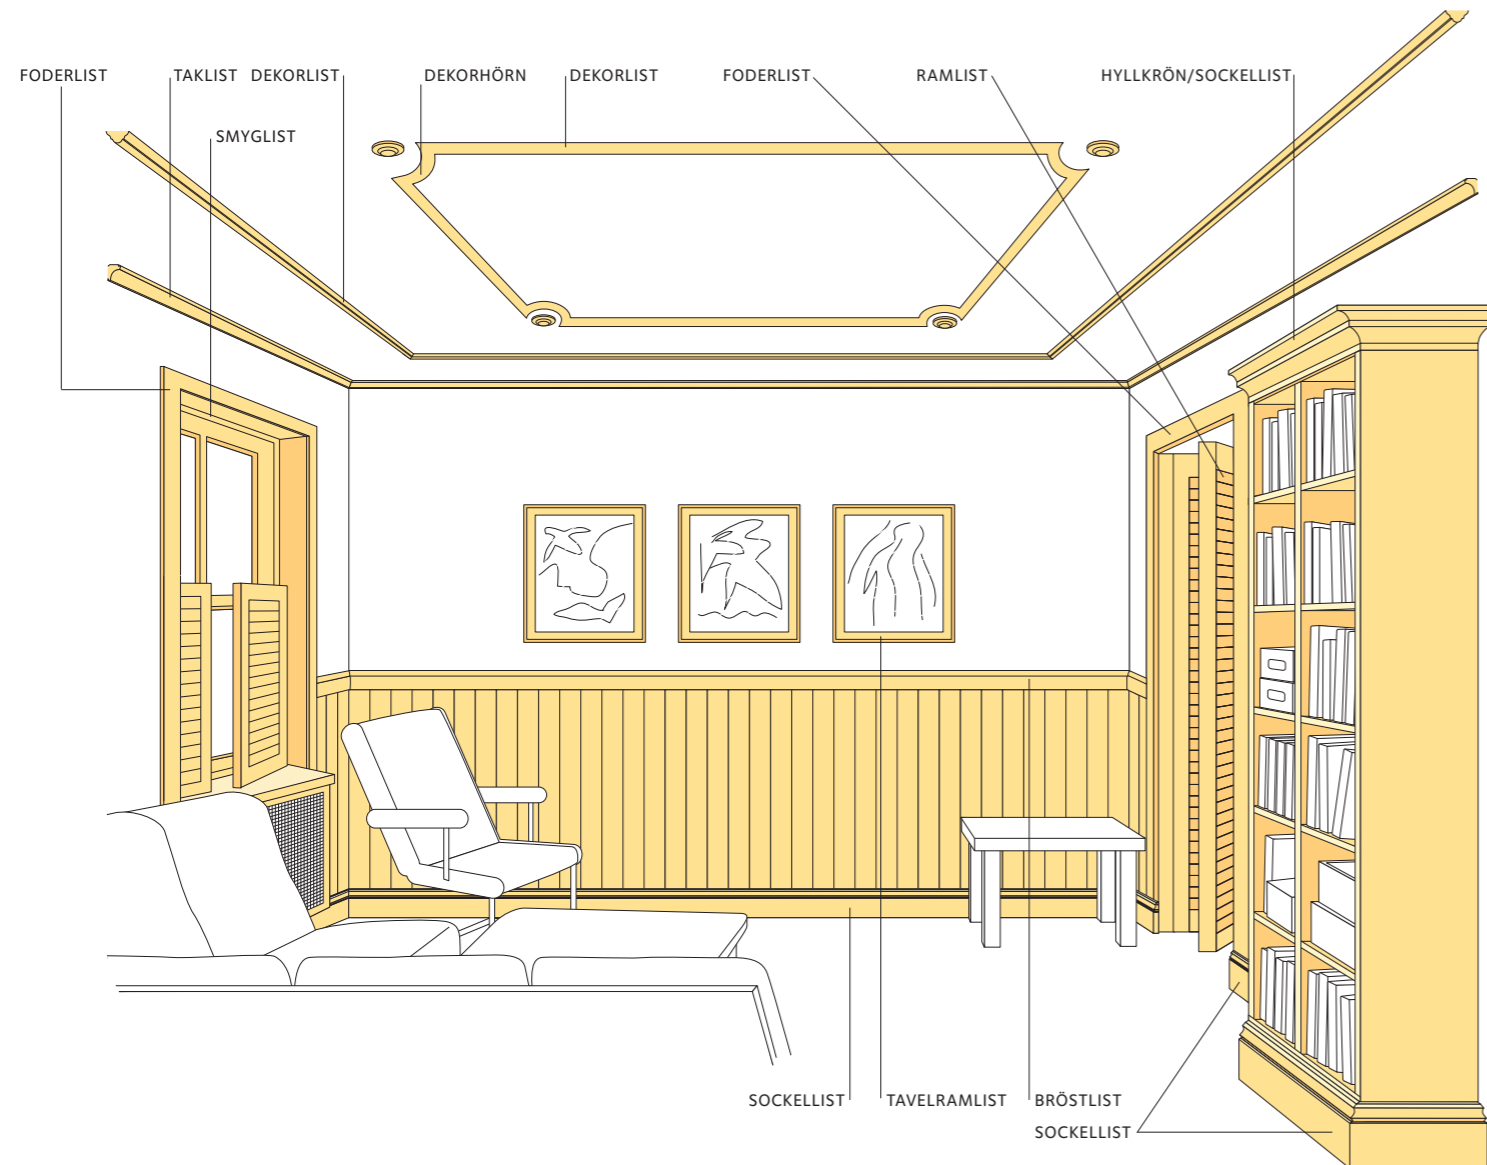 FODERLIST
TAKLIST
DEKORLIST
DEKORHÖRN
DEKORLIST
FODERLIST
RAMLIST
HYLLKRÖN/SOCKELLIST
SMYGLIST
SOCKELLIST
TAVELRAMLIST
BRÖSTLIST
SOCKELLIST